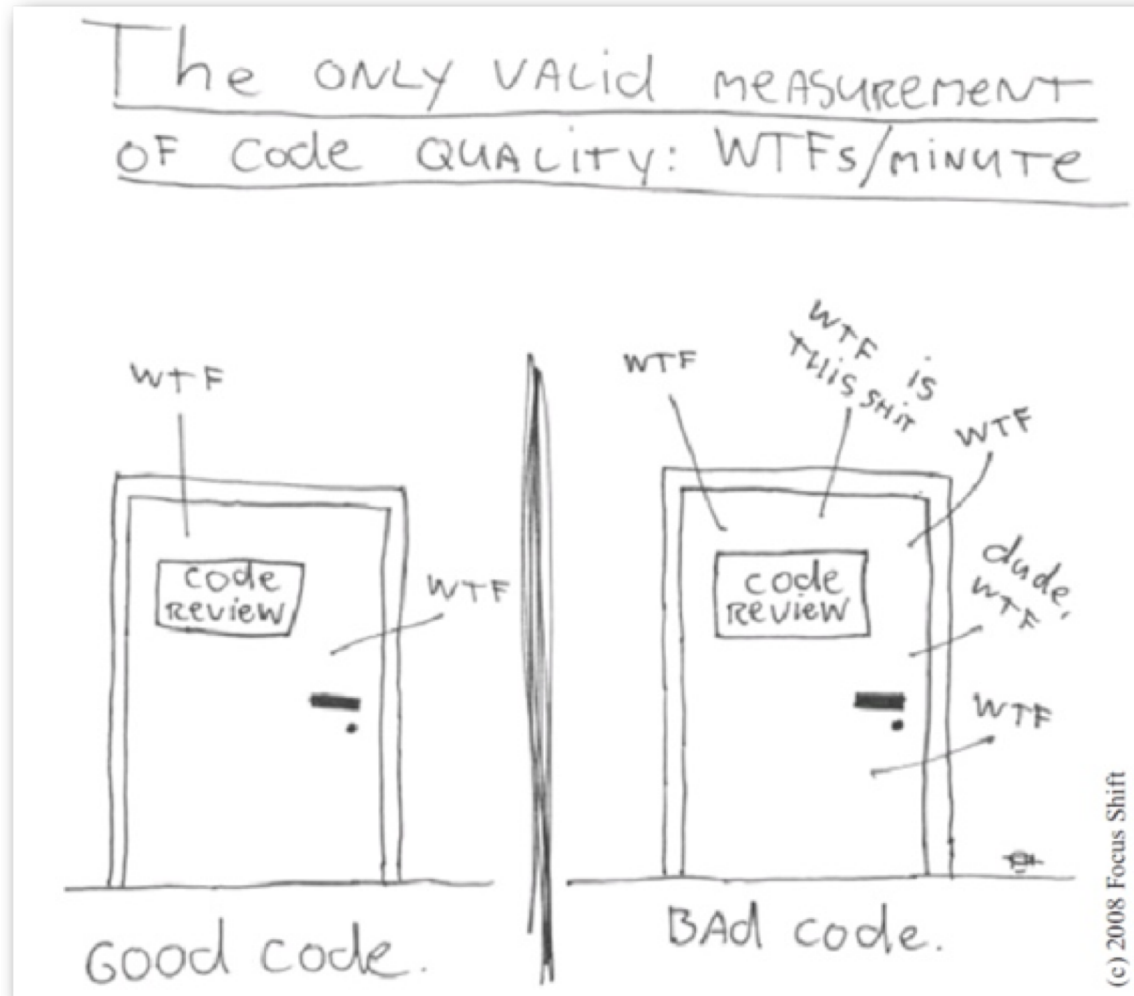 The ONLY VALid MEASUREMENT
OF Code QUALITY: WTFs/MINUTE
WTF
code
REVIEW
WTF
GOOD CODE.
WTF
WTF is
THIS SHIT
WTF
dude,
WTF
code
REVIEW
WTF
BAd code.
(c) 2008 Focus Shift